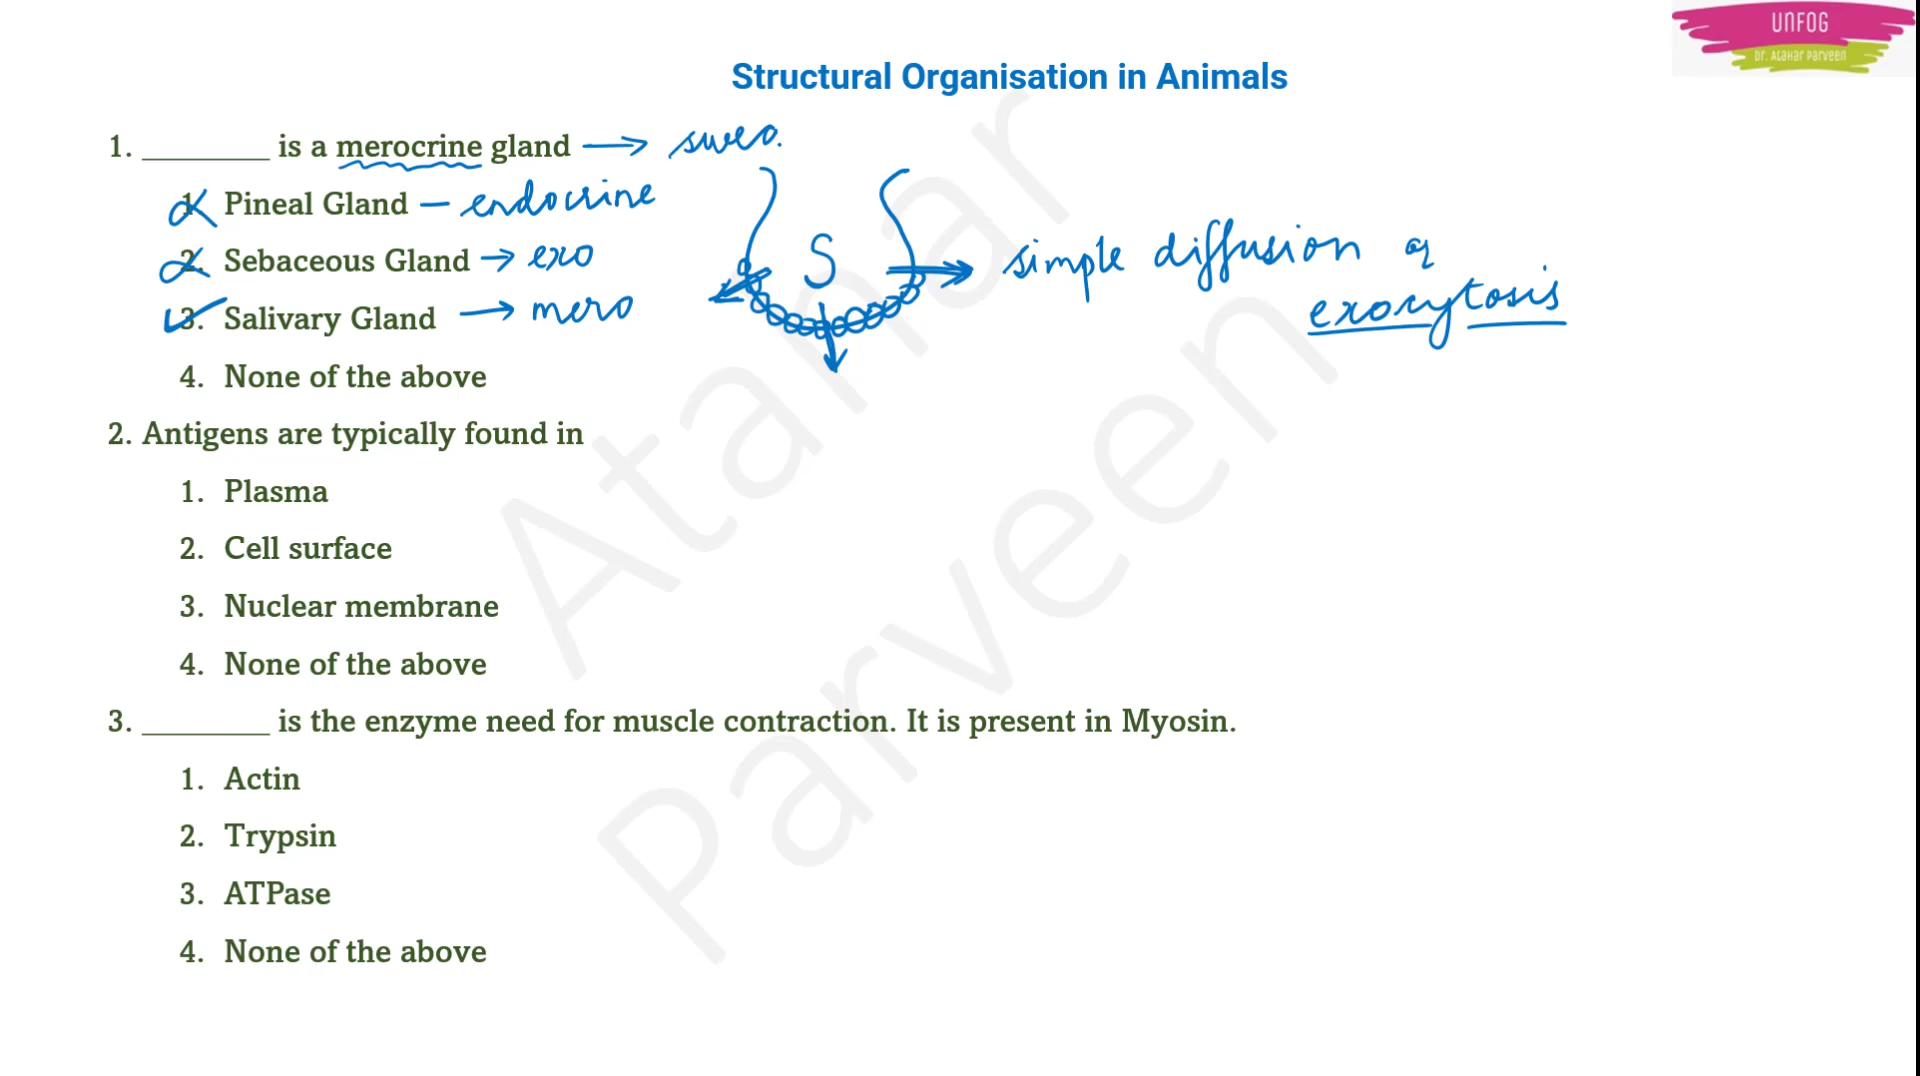 UNFOG
Dr. Atahar Parveen
Structural Organisation in Animals
1. ________ is a merocrine gland → swea.
1. Pineal Gland – endocrine
2. Sebaceous Gland → exo
3. Salivary Gland → mero
S → simple diffusion or
exocytosis
4. None of the above
2. Antigens are typically found in
1. Plasma
2. Cell surface
3. Nuclear membrane
4. None of the above
3. ________ is the enzyme need for muscle contraction. It is present in Myosin.
1. Actin
2. Trypsin
3. ATPase
4. None of the above
Atahar
Parveen